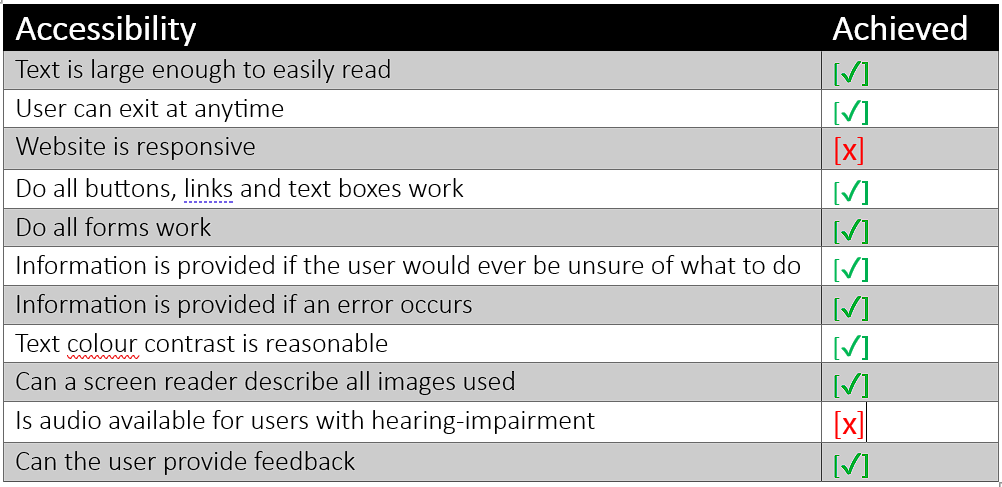 Accessibility Achieved
Text is large enough to easily read [✓]
User can exit at anytime [✓]
Website is responsive [x]
Do all buttons, links and text boxes work [✓]
Do all forms work [✓]
Information is provided if the user would ever be unsure of what to do [✓]
Information is provided if an error occurs [✓]
Text colour contrast is reasonable [✓]
Can a screen reader describe all images used [✓]
Is audio available for users with hearing-impairment [x]
Can the user provide feedback [✓]